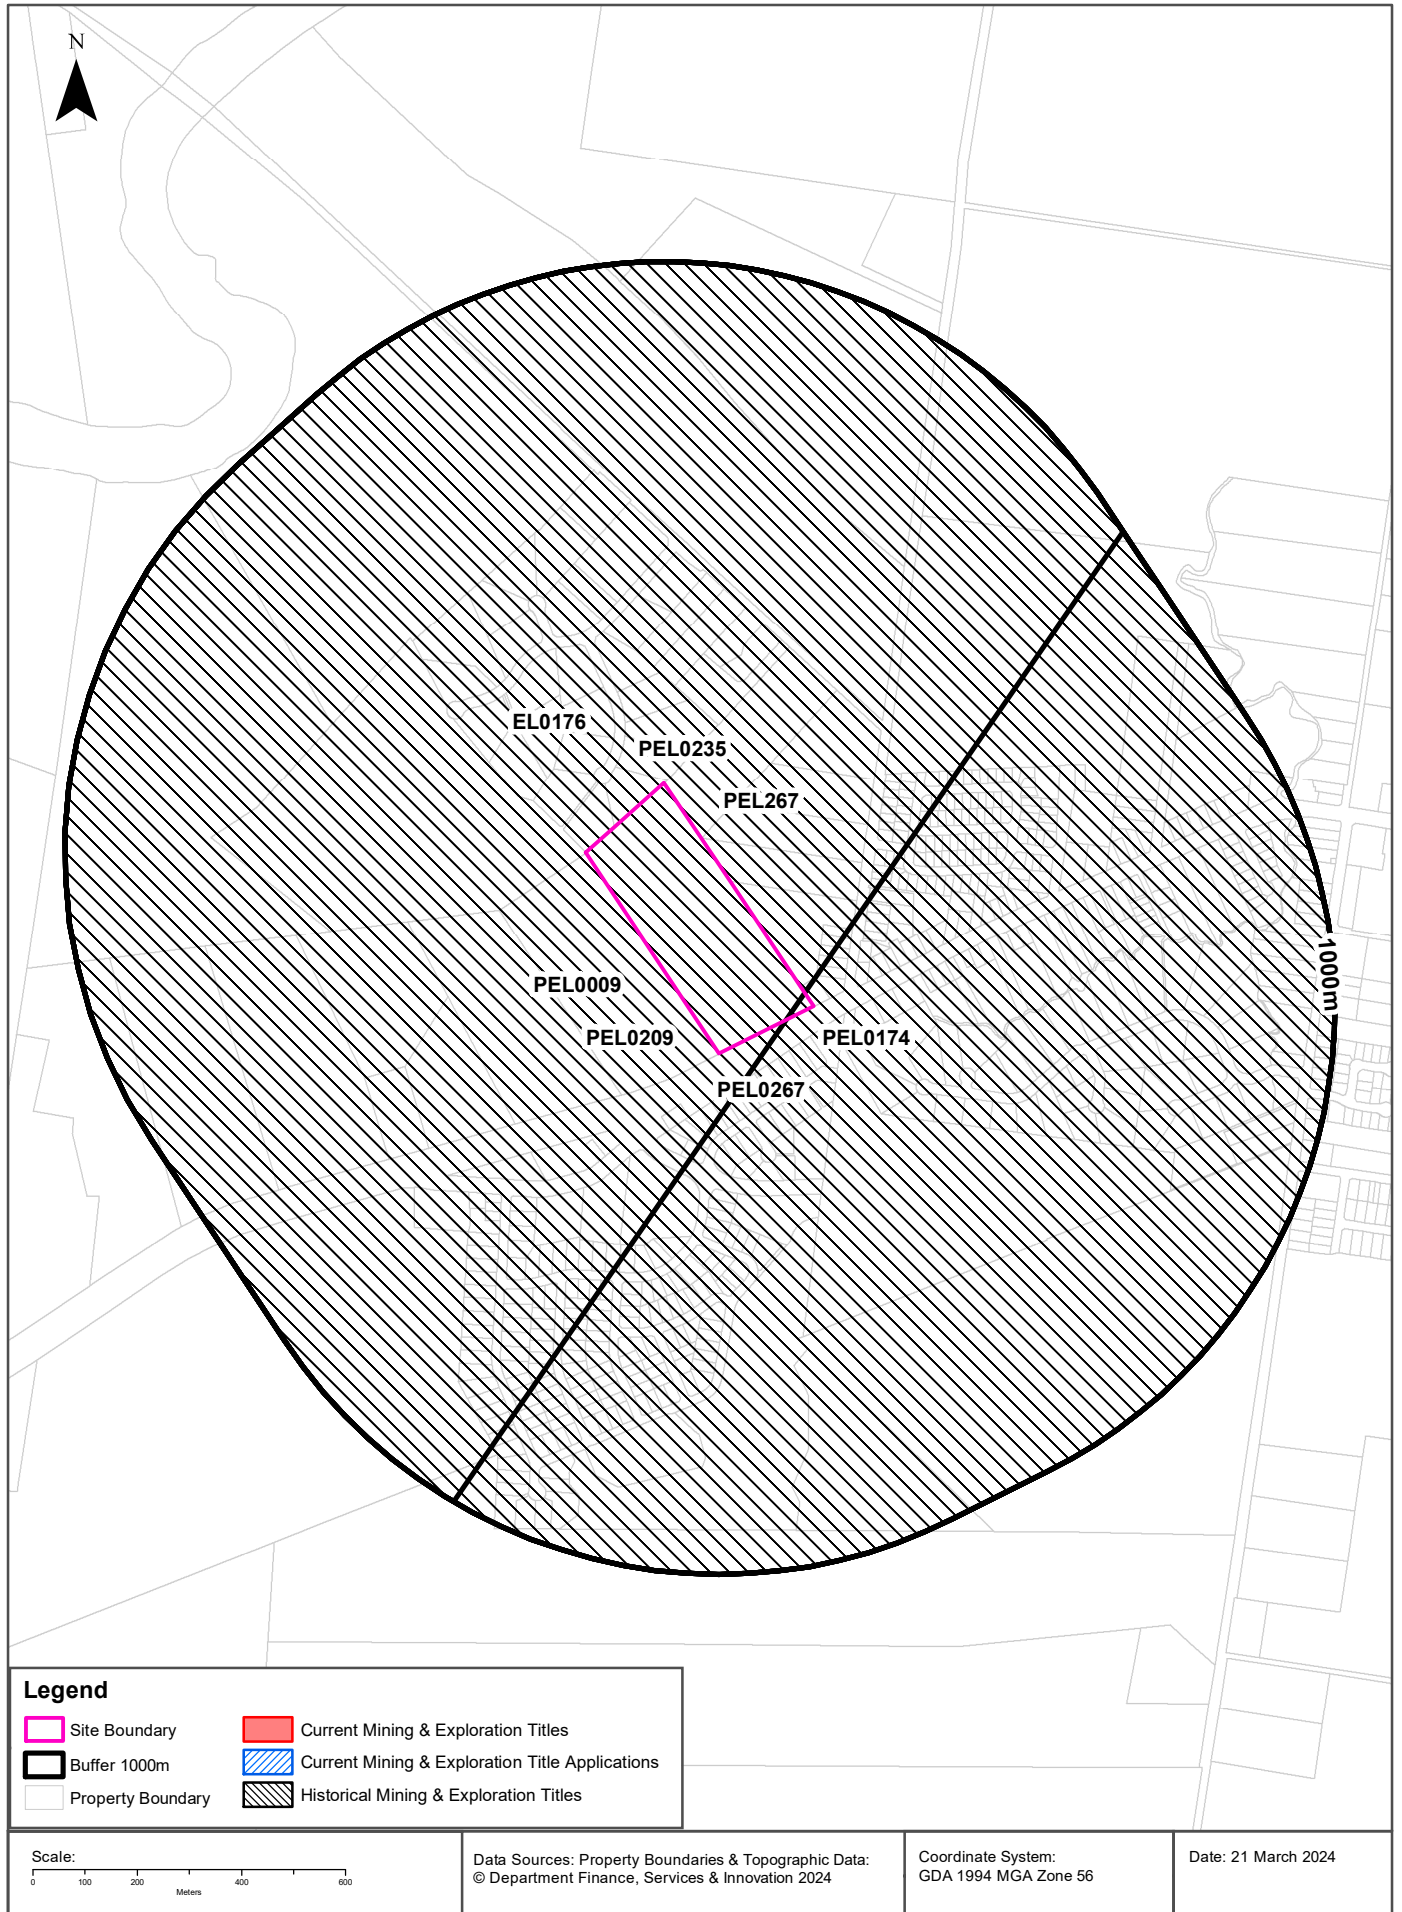 N
EL0176
PEL0235
PEL267
PEL0009
PEL0209
PEL0174
PEL0267
1000m
Legend
Site Boundary
Buffer 1000m
Property Boundary
Current Mining & Exploration Titles
Current Mining & Exploration Title Applications
Historical Mining & Exploration Titles
Scale:
0 100 200 400 600
Meters
Data Sources: Property Boundaries & Topographic Data:
© Department Finance, Services & Innovation 2024
Coordinate System:
GDA 1994 MGA Zone 56
Date: 21 March 2024